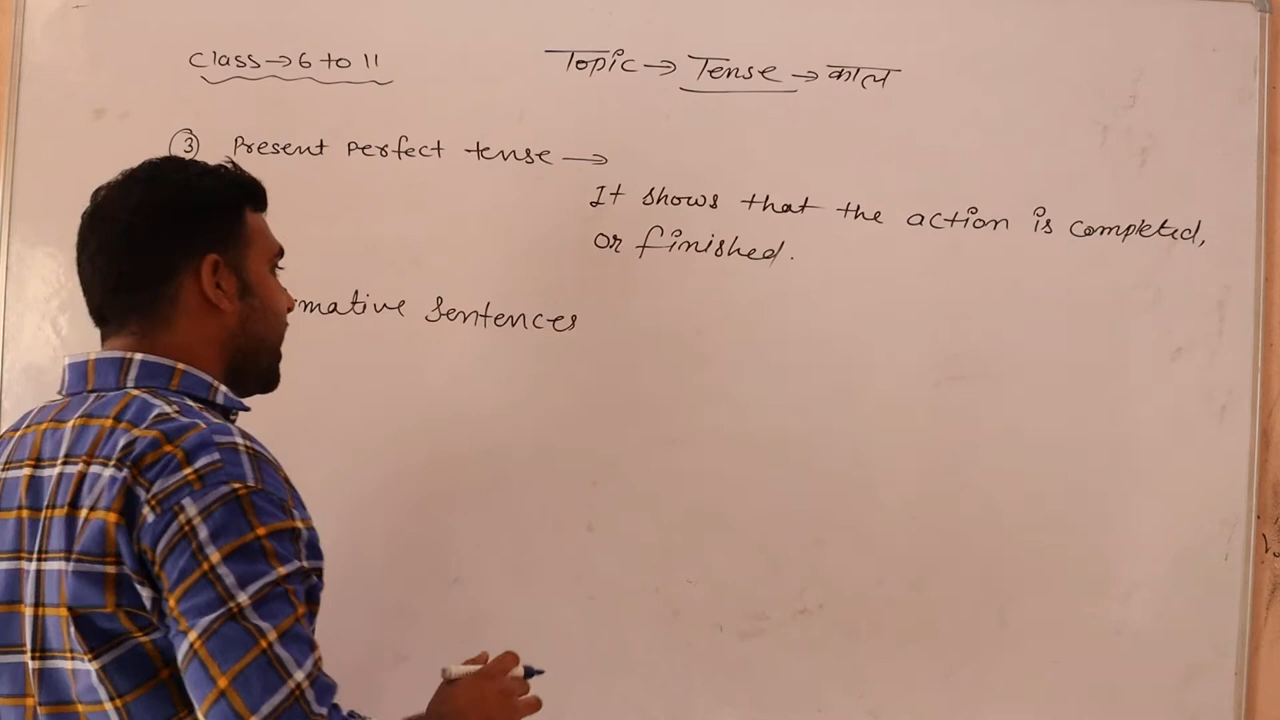 Class→6 to 11
Topic→Tense→काल
③ Present perfect tense→
It shows that the action is completed,
or finished.
Sentences